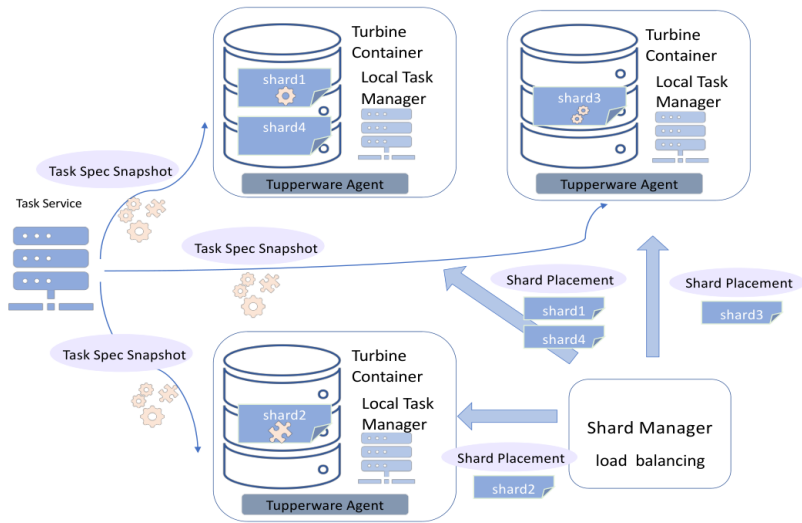 Turbine
Container
shard1
Local Task
Manager
shard4
Tupperware Agent
Turbine
Container
shard3
Local Task
Manager
Tupperware Agent
Task Spec Snapshot
Task Service
Task Spec Snapshot
Shard Placement
shard1
shard4
Shard Placement
shard3
Task Spec Snapshot
Turbine
Container
shard2
Local Task
Manager
Tupperware Agent
Shard Placement
shard2
Shard Manager
load balancing